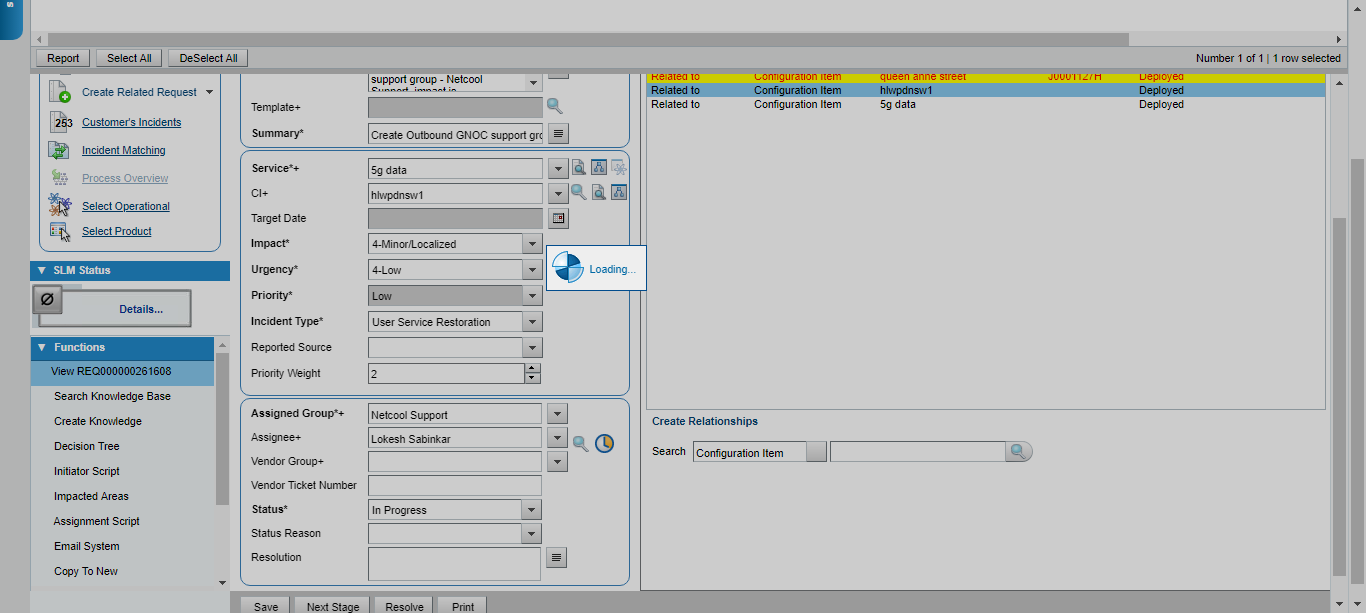 s
Report Select All DeSelect All Number 1 of 1 | 1 row selected
Create Related Request
253 Customer's Incidents
Incident Matching
Process Overview
Select Operational
Select Product
SLM Status
Details...
Functions
View REQ000000261608
Search Knowledge Base
Create Knowledge
Decision Tree
Initiator Script
Impacted Areas
Assignment Script
Email System
Copy To New
support group - Netcool
Support, impact is
Template+
Summary* Create Outbound GNOC support gro
Service*+ 5g data
CI+ hlwpdnsw1
Target Date
Impact* 4-Minor/Localized
Urgency* 4-Low
Priority* Low
Incident Type* User Service Restoration
Reported Source
Priority Weight 2
Assigned Group*+ Netcool Support
Assignee+ Lokesh Sabinkar
Vendor Group+
Vendor Ticket Number
Status* In Progress
Status Reason
Resolution
Save Next Stage Resolve Print
Loading...
Related to Configuration Item queen anne street J0001127H Deployed
Related to Configuration Item hlwpdnsw1 Deployed
Related to Configuration Item 5g data Deployed
Create Relationships
Search Configuration Item